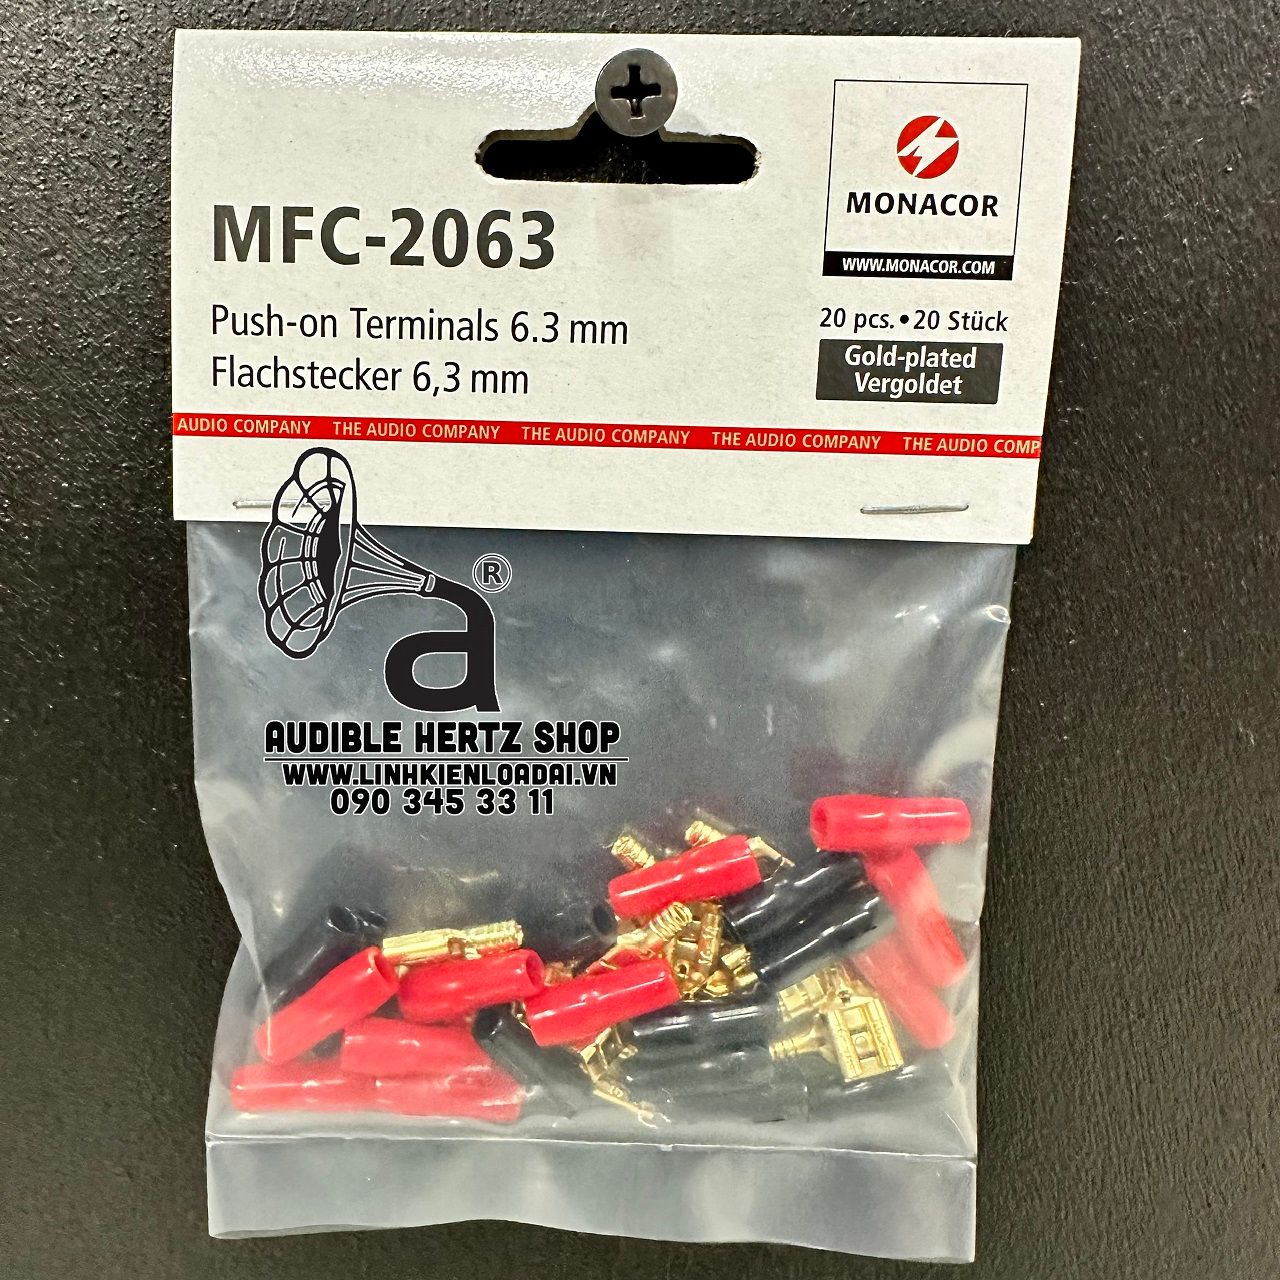 MONACOR
WWW.MONACOR.COM
MFC-2063
Push-on Terminals 6.3 mm
Flachstecker 6,3 mm
20 pcs. • 20 Stück
Gold-plated
Vergoldet
AUDIO COMPANY THE AUDIO COMPANY THE AUDIO COMPANY THE AUDIO COMPANY THE AUDIO COMP
a ®
AUDIBLE HERTZ SHOP
WWW.LINHKIENLOADAI.VN
090 345 33 11